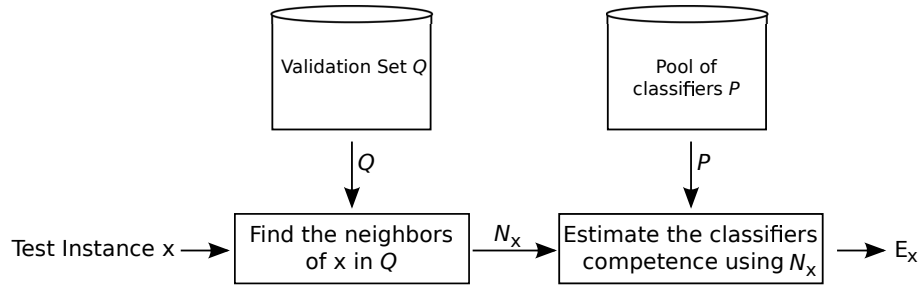 Validation Set Q
Pool of
classifiers P
Q
P
Test Instance x
Find the neighbors
of x in Q
Nx
Estimate the classifiers
competence using Nx
Ex